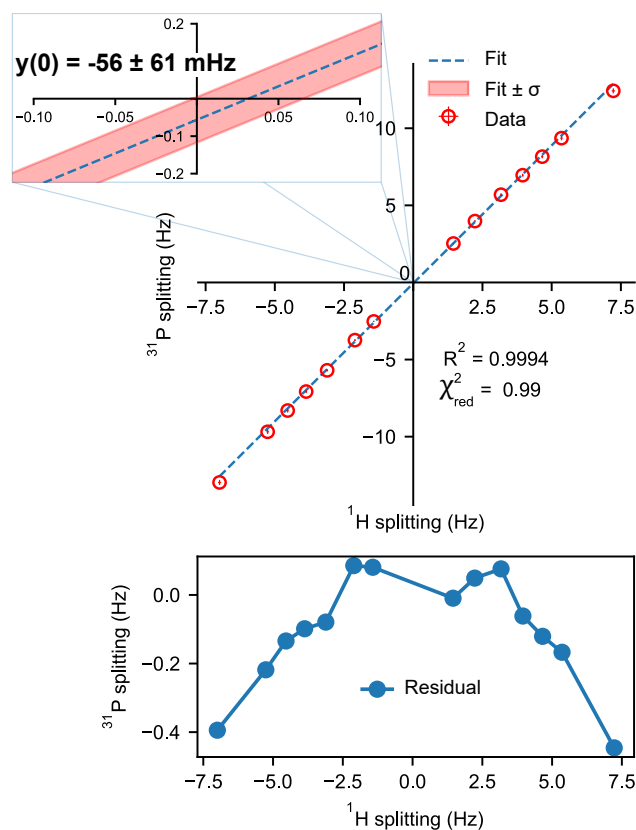 0.2
y(0) = -56 ± 61 mHz
−0.10 −0.05 0.05 0.10
-0.1
-0.2
Fit
Fit ± σ
Data
10
5
0
−5
−10
³¹P splitting (Hz)
−7.5 −5.0 −2.5 2.5 5.0 7.5
R² = 0.9994
χ²red = 0.99
¹H splitting (Hz)
0.0
−0.2
−0.4
³¹P splitting (Hz)
Residual
−7.5 −5.0 −2.5 0.0 2.5 5.0 7.5
¹H splitting (Hz)